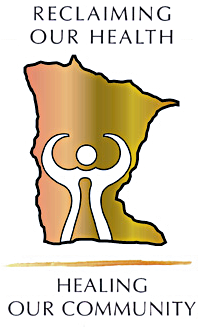 RECLAIMING
OUR HEALTH
HEALING
OUR COMMUNITY